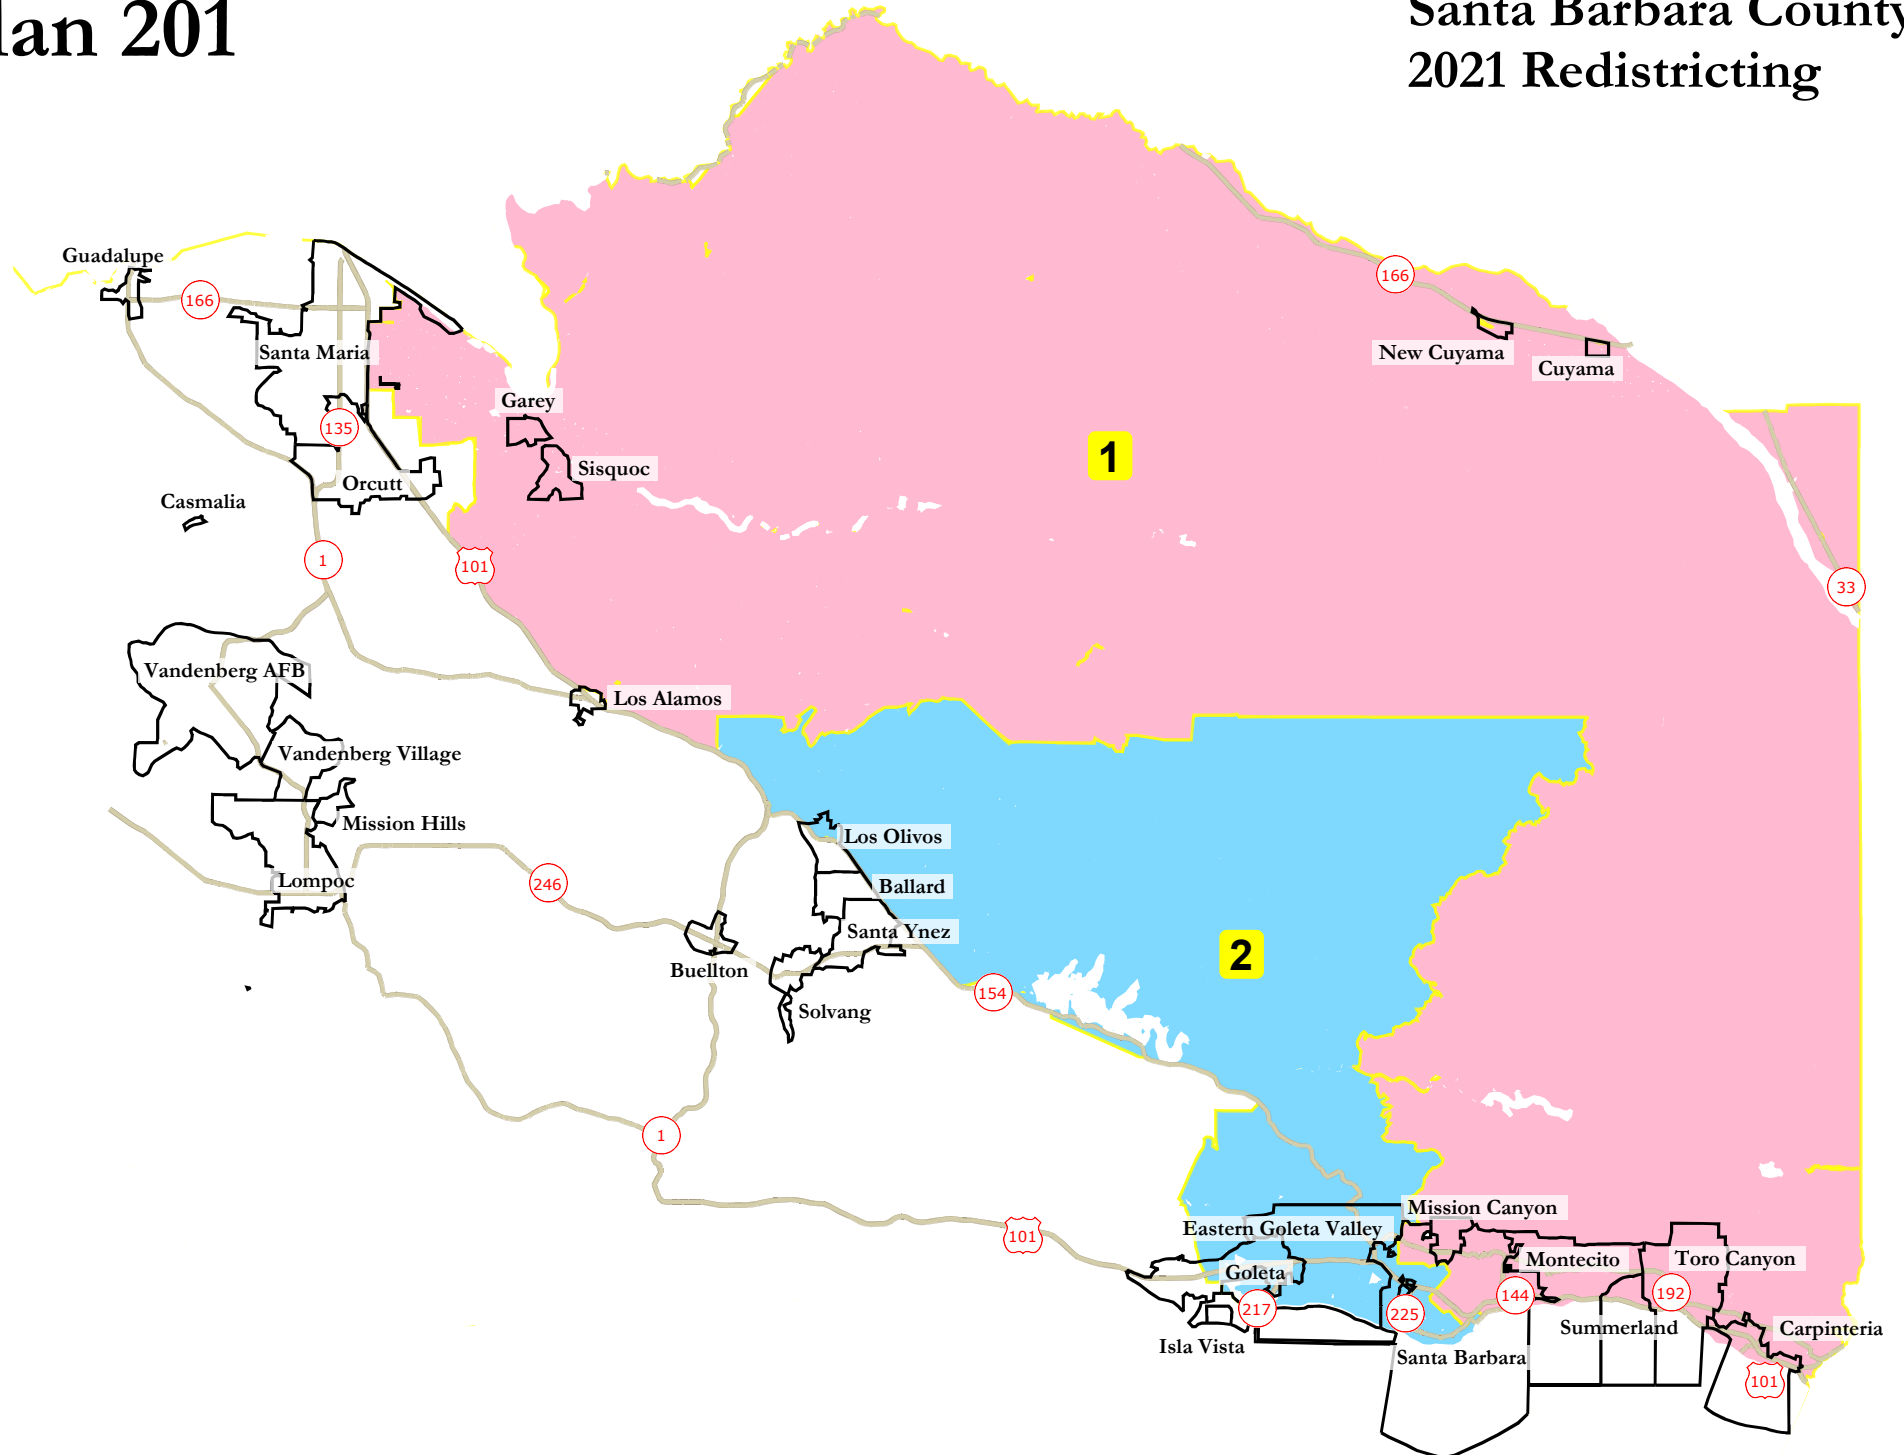 lan 201
Santa Barbara County
2021 Redistricting
Guadalupe
166
166
Santa Maria
New Cuyama
Cuyama
Garey
135
1
Sisquoc
Orcutt
Casmalia
1
101
33
Vandenberg AFB
Los Alamos
Vandenberg Village
Mission Hills
Los Olivos
Lompoc
246
Ballard
Santa Ynez
2
Buellton
154
Solvang
1
Mission Canyon
Eastern Goleta Valley
101
Montecito
Toro Canyon
Goleta
217
225
144
192
Summerland
Carpinteria
Isla Vista
Santa Barbara
101